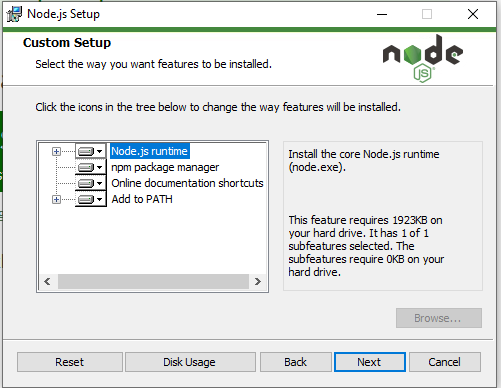 Node.js Setup
Custom Setup
Select the way you want features to be installed.
node
JS
Click the icons in the tree below to change the way features will be installed.
Node.js runtime
npm package manager
Online documentation shortcuts
Add to PATH
Install the core Node.js runtime
(node.exe).
This feature requires 1923KB on
your hard drive. It has 1 of 1
subfeatures selected. The
subfeatures require 0KB on your
hard drive.
Browse...
Reset
Disk Usage
Back
Next
Cancel